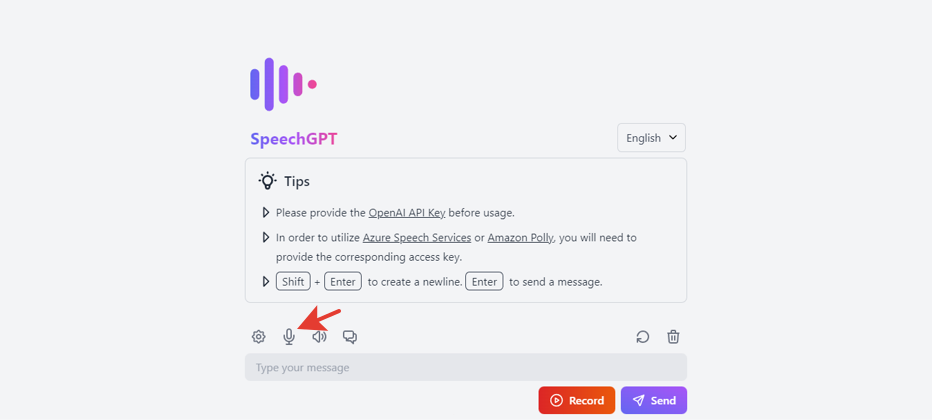 SpeechGPT
English
Tips
Please provide the OpenAI API Key before usage.
In order to utilize Azure Speech Services or Amazon Polly, you will need to
provide the corresponding access key.
Shift + Enter to create a newline. Enter to send a message.
Type your message
Record Send